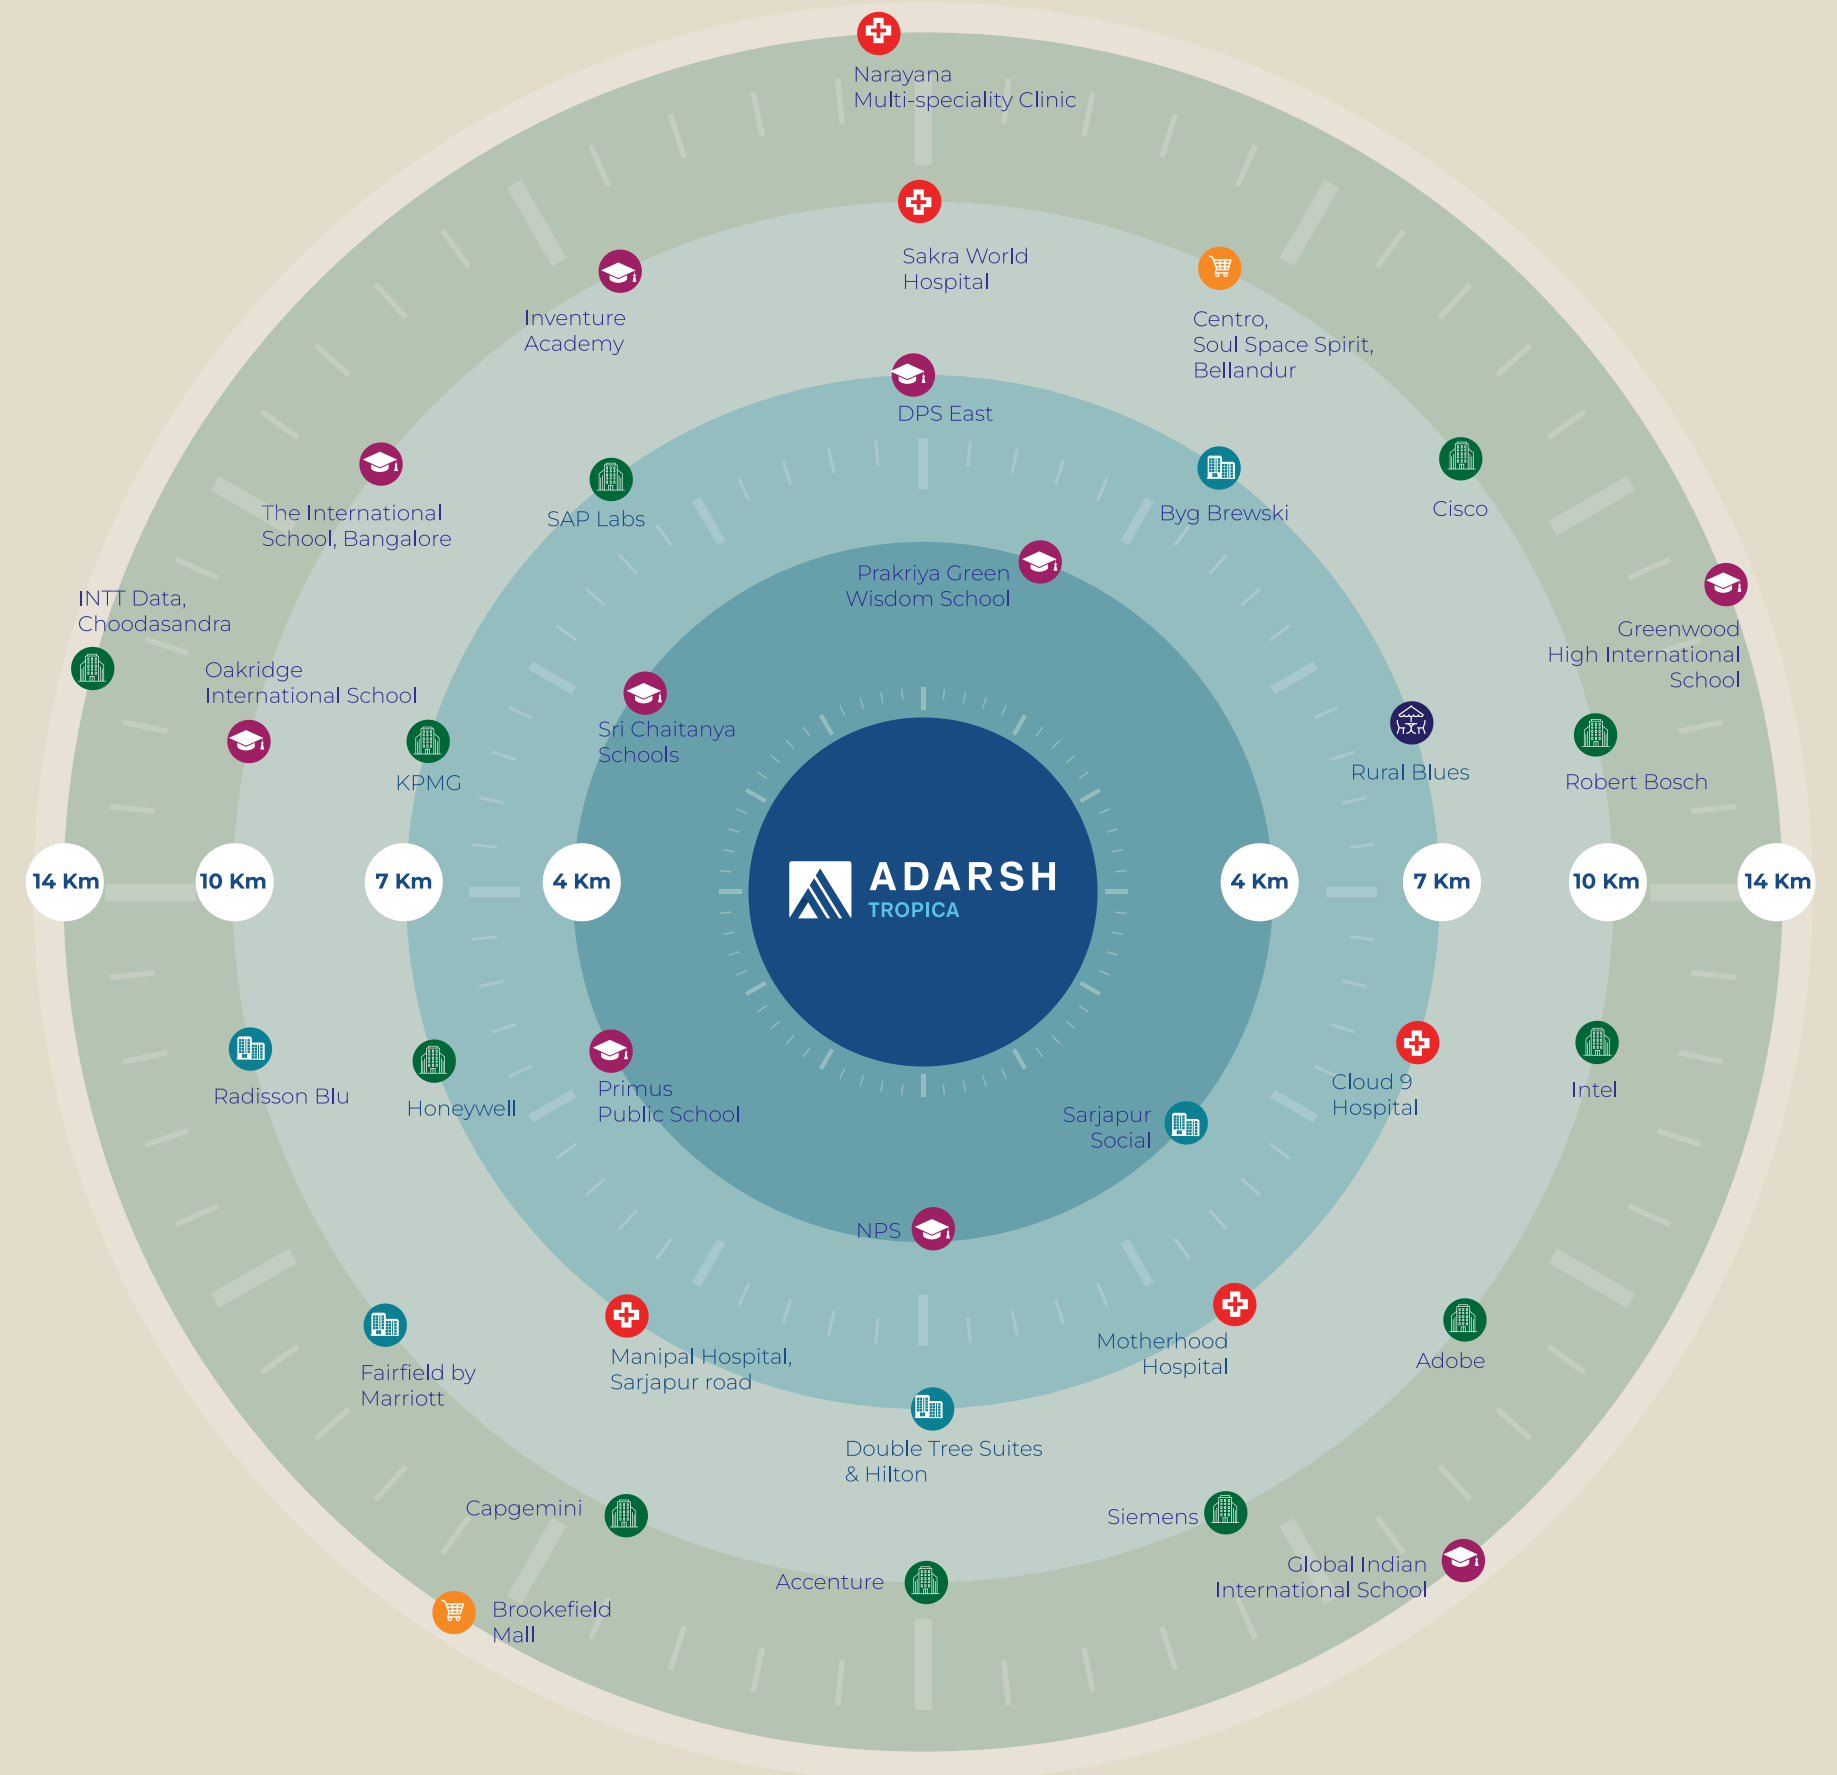 Narayana
Multi-speciality Clinic
Sakra World
Hospital
Inventure
Academy
Centro,
Soul Space Spirit,
Bellandur
DPS East
The International
School, Bangalore
SAP Labs
Byg Brewski
Cisco
Prakriya Green
Wisdom School
INTT Data,
Choodasandra
Greenwood
High International
School
Oakridge
International School
Sri Chaitanya
Schools
KPMG
Rural Blues
Robert Bosch
14 Km
10 Km
7 Km
4 Km
ADARSH
TROPICA
4 Km
7 Km
10 Km
14 Km
Radisson Blu
Honeywell
Primus
Public School
Sarjapur
Social
Cloud 9
Hospital
Intel
NPS
Fairfield by
Marriott
Manipal Hospital,
Sarjapur road
Motherhood
Hospital
Adobe
Double Tree Suites
& Hilton
Capgemini
Siemens
Accenture
Global Indian
International School
Brookefield
Mall